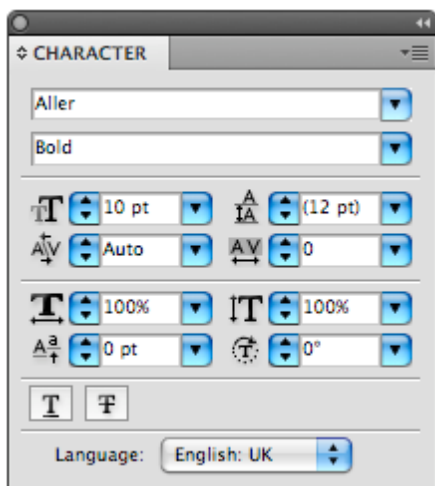 CHARACTER
Aller
Bold
10 pt (12 pt)
Auto 0
100% 100%
0 pt 0°
Language: English: UK